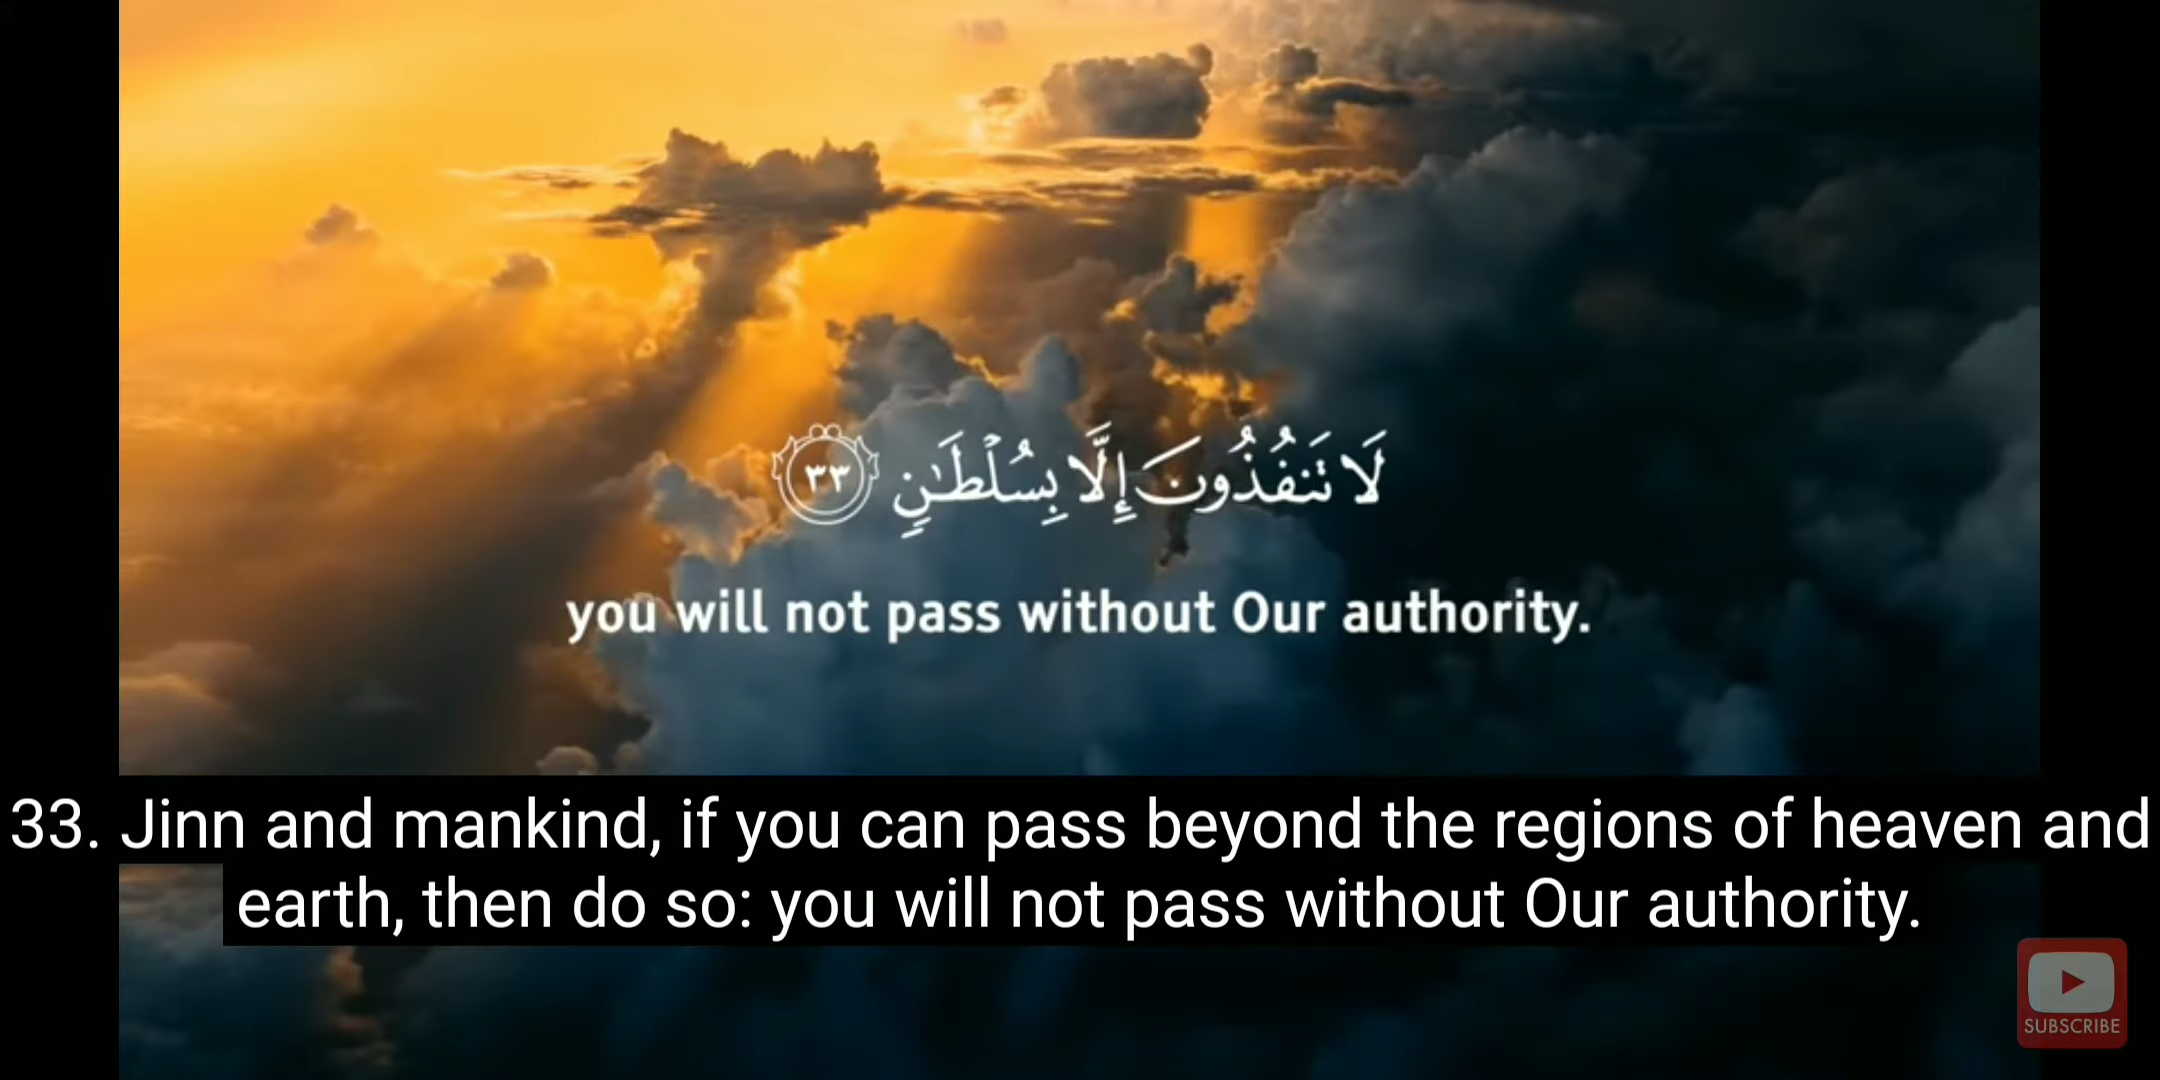 لَا تَنفُذُونَ إِلَّا بِسُلْطَٰنٍ ٣٣
you will not pass without Our authority.
33. Jinn and mankind, if you can pass beyond the regions of heaven and
earth, then do so: you will not pass without Our authority.
SUBSCRIBE